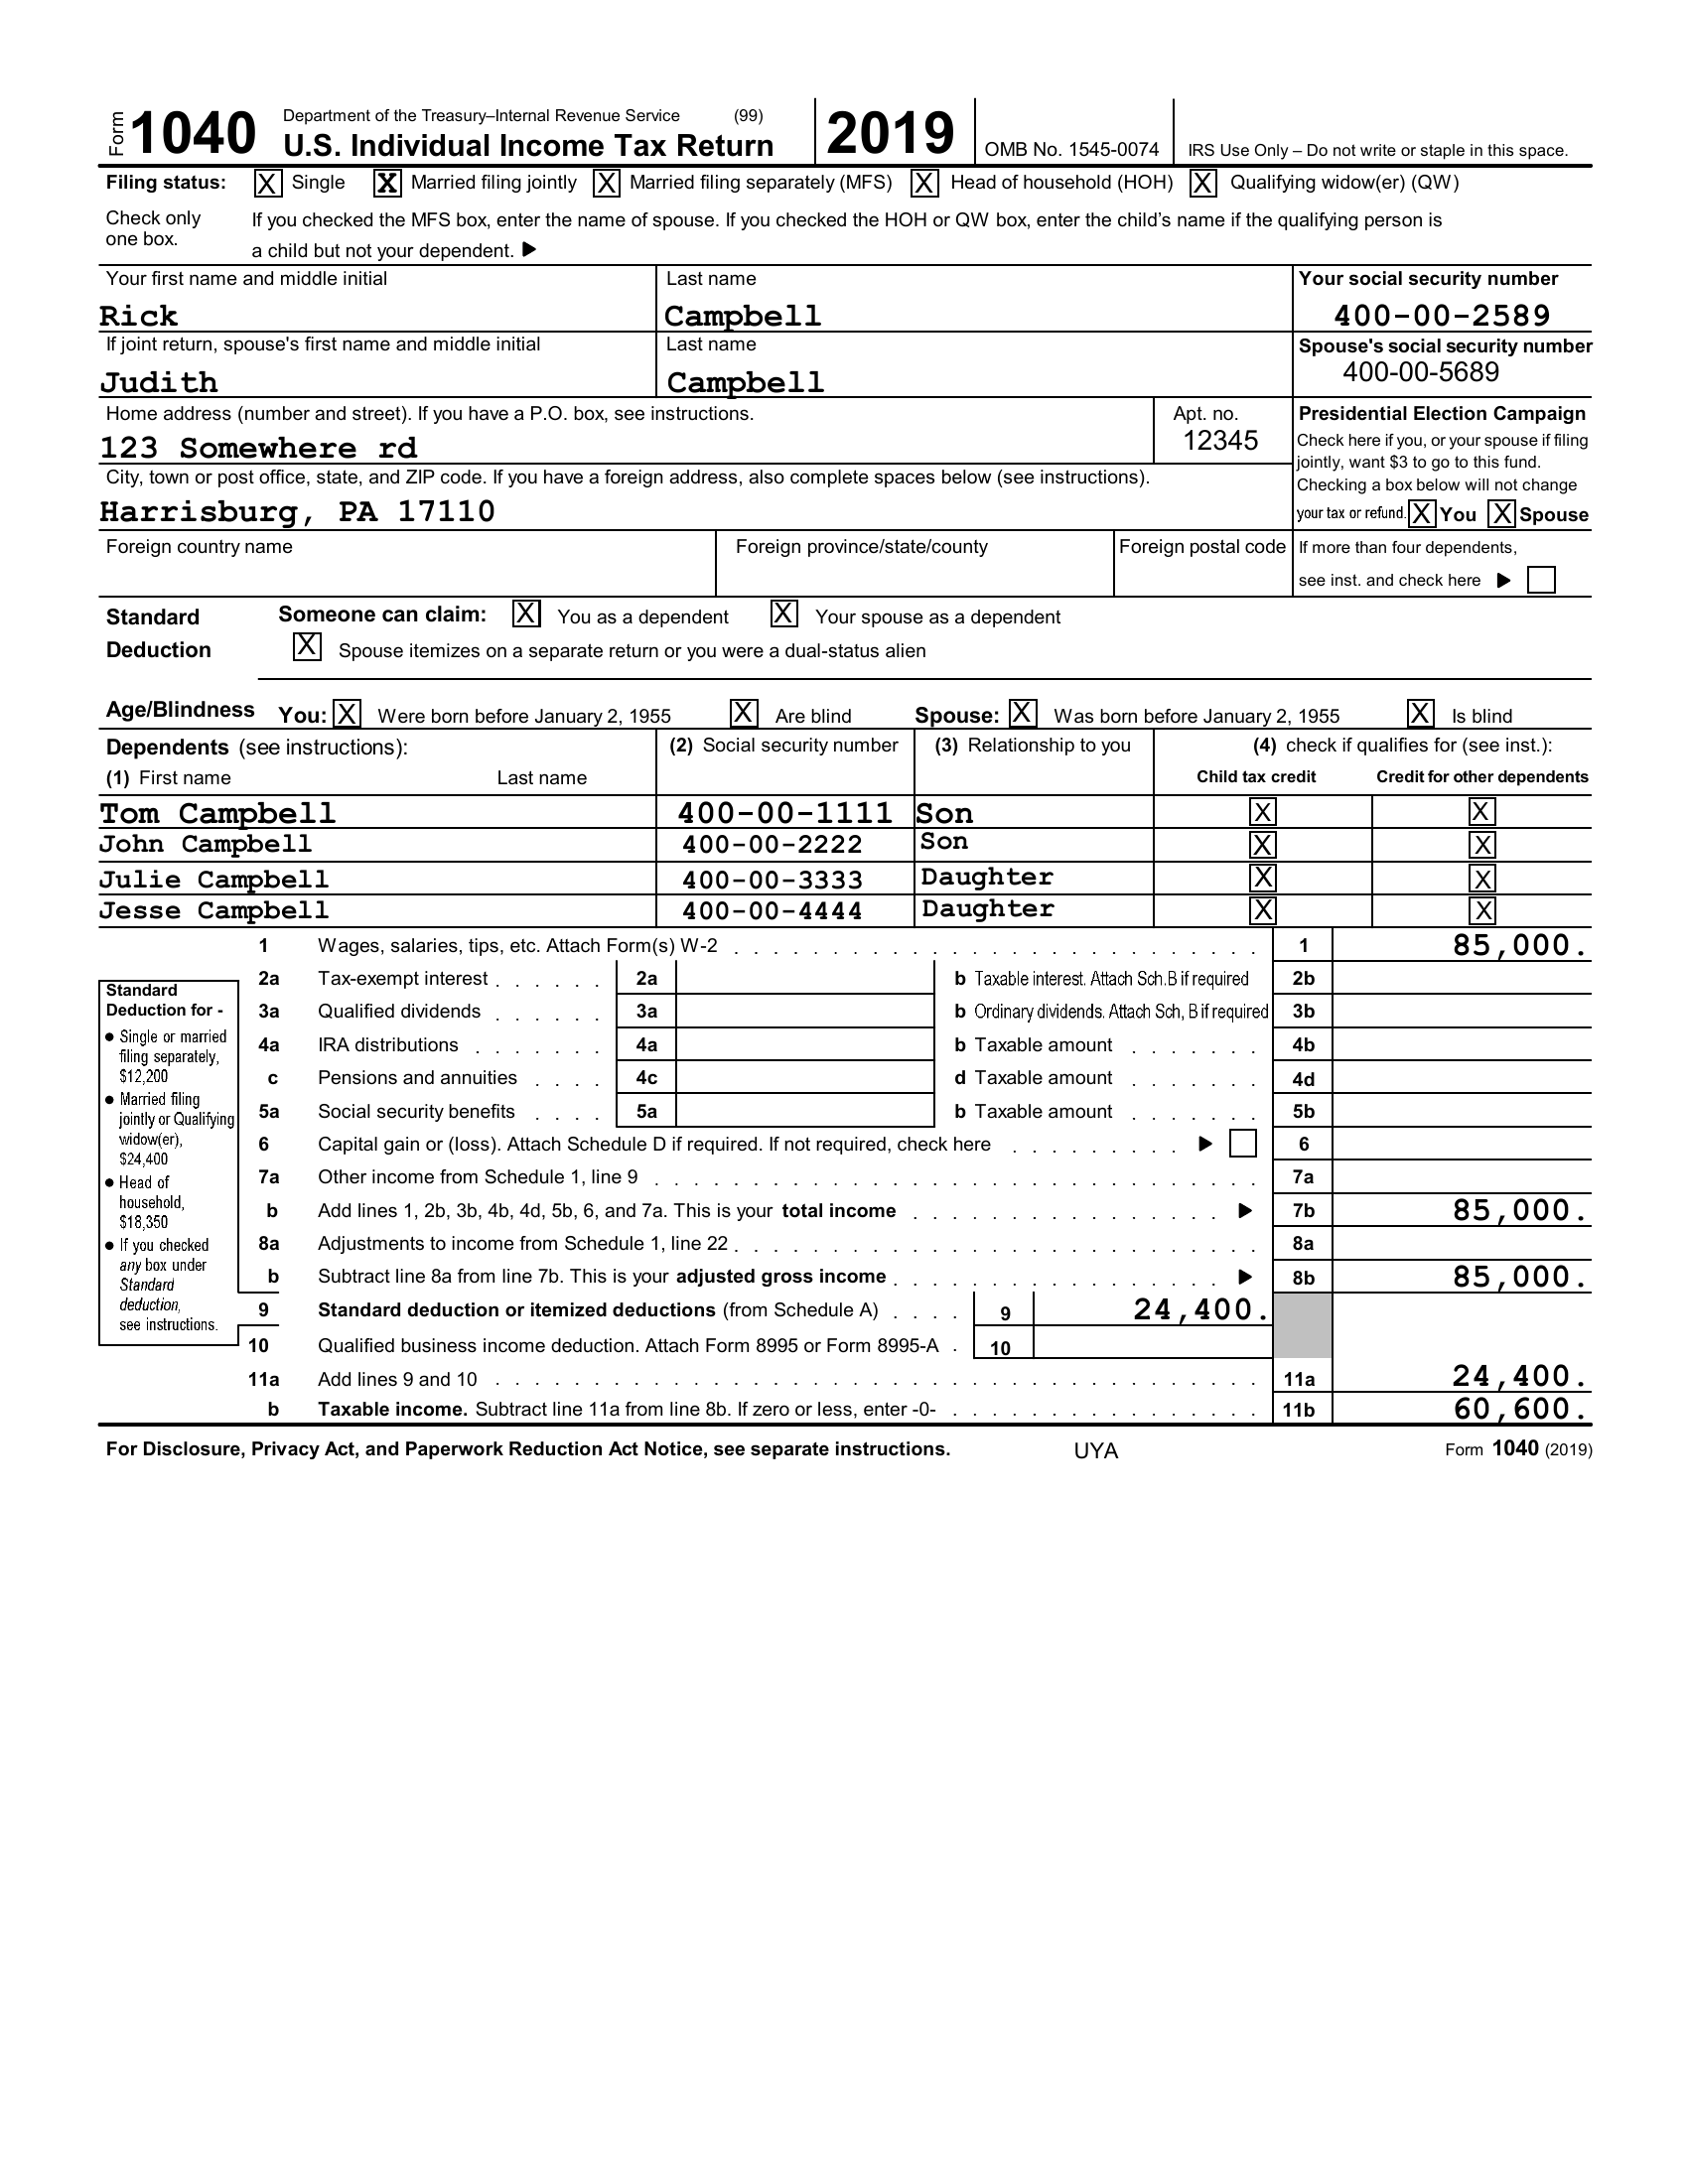 Form 1040 Department of the Treasury–Internal Revenue Service (99) U.S. Individual Income Tax Return 2019 OMB No. 1545-0074 IRS Use Only – Do not write or staple in this space.
Filing status: X Single X Married filing jointly X Married filing separately (MFS) X Head of household (HOH) X Qualifying widow(er) (QW)
Check only one box. If you checked the MFS box, enter the name of spouse. If you checked the HOH or QW box, enter the child's name if the qualifying person is
a child but not your dependent. ▶
Your first name and middle initial Last name Your social security number
Rick Campbell 400-00-2589
If joint return, spouse's first name and middle initial Last name Spouse's social security number
Judith Campbell 400-00-5689
Home address (number and street). If you have a P.O. box, see instructions. Apt. no. Presidential Election Campaign
123 Somewhere rd 12345 Check here if you, or your spouse if filing
jointly, want $3 to go to this fund.
City, town or post office, state, and ZIP code. If you have a foreign address, also complete spaces below (see instructions). Checking a box below will not change
Harrisburg, PA 17110 your tax or refund. X You X Spouse
Foreign country name Foreign province/state/county Foreign postal code If more than four dependents,
see inst. and check here ▶
Standard Someone can claim: X You as a dependent X Your spouse as a dependent
Deduction X Spouse itemizes on a separate return or you were a dual-status alien
Age/Blindness You: X Were born before January 2, 1955 X Are blind Spouse: X Was born before January 2, 1955 X Is blind
Dependents (see instructions): (2) Social security number (3) Relationship to you (4) check if qualifies for (see inst.):
(1) First name Last name Child tax credit Credit for other dependents
Tom Campbell 400-00-1111 Son X X
John Campbell 400-00-2222 Son X X
Julie Campbell 400-00-3333 Daughter X X
Jesse Campbell 400-00-4444 Daughter X X
1 Wages, salaries, tips, etc. Attach Form(s) W-2 1 85,000.
2a Tax-exempt interest 2a b Taxable interest. Attach Sch.B if required 2b
3a Qualified dividends 3a b Ordinary dividends. Attach Sch, B if required 3b
4a IRA distributions 4a b Taxable amount 4b
c Pensions and annuities 4c d Taxable amount 4d
5a Social security benefits 5a b Taxable amount 5b
6 Capital gain or (loss). Attach Schedule D if required. If not required, check here ▶ 6
7a Other income from Schedule 1, line 9 7a
b Add lines 1, 2b, 3b, 4b, 4d, 5b, 6, and 7a. This is your total income ▶ 7b 85,000.
8a Adjustments to income from Schedule 1, line 22 8a
b Subtract line 8a from line 7b. This is your adjusted gross income ▶ 8b 85,000.
9 Standard deduction or itemized deductions (from Schedule A) 9 24,400.
10 Qualified business income deduction. Attach Form 8995 or Form 8995-A 10
11a Add lines 9 and 10 11a 24,400.
b Taxable income. Subtract line 11a from line 8b. If zero or less, enter -0- 11b 60,600.
Standard
Deduction for -
● Single or married
filing separately,
$12,200
● Married filing
jointly or Qualifying
widow(er),
$24,400
● Head of
household,
$18,350
● If you checked
any box under
Standard
deduction,
see instructions.
For Disclosure, Privacy Act, and Paperwork Reduction Act Notice, see separate instructions. UYA Form 1040 (2019)